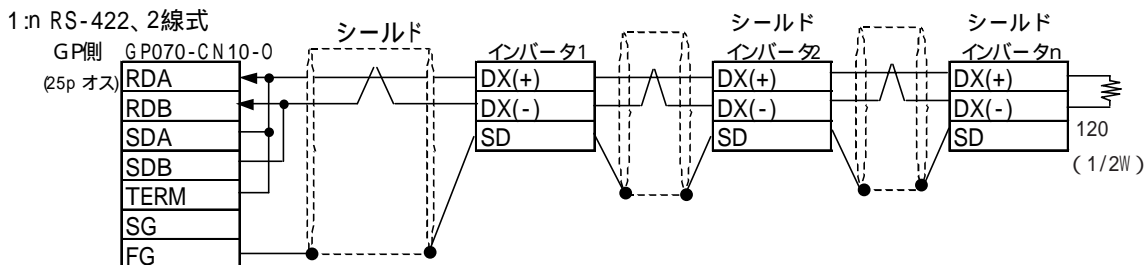 1:n RS-422、2線式
シールド
シールド
シールド
GP側 GP070-CN10-0
インバータ1
インバータ2
インバータn
(25p オス)
RDA
RDB
SDA
SDB
TERM
SG
FG
DX(+)
DX(-)
SD
DX(+)
DX(-)
SD
DX(+)
DX(-)
SD
120
(1/2W)